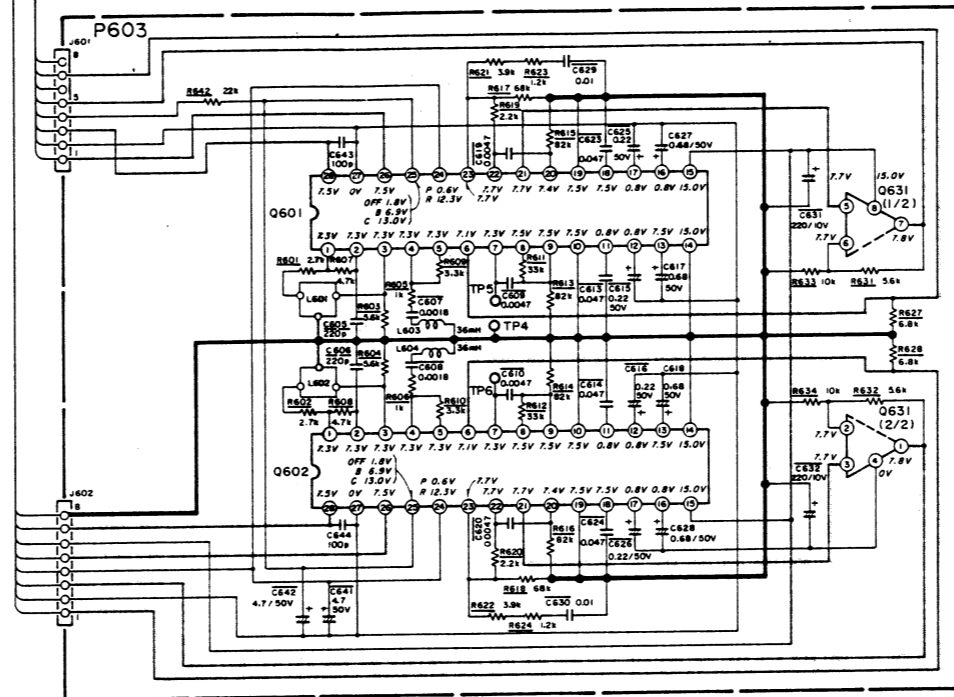 P603
J601
8
5
1
R642 22k
R621 3.9k R623 1.2k C629 0.01
R617 68k
R619 2.2k
R615 82k
C623 0.047
C625 0.22 50V
C627 0.68/50V
C643 100p
0.0047
28 27 26 25 24 23 22 21 20 19 18 17 16 15
7.5V 0V 7.5V P 0.6V 7.7V 7.7V 7.4V 7.5V 7.5V 0.8V 0.8V 15.0V
R 12.3V 7.7V
OFF 1.8V
B 6.9V
C 13.0V
Q601
7.3V 7.3V 7.3V 7.3V 7.1V 7.3V 7.5V 7.5V 7.5V 0.8V 0.8V 7.5V 15.0V
1 2 3 4 5 6 7 8 9 10 11 12 13 14
7.7V 15.0V
Q631
(1/2)
5 8 7 6
7.8V
7.7V
C631
220/10V
R633 10k R631 5.6k
R601 2.7k R607 4.7k
L601
R605 1k
R609 3.3k
R611 33k
R613 82k
C613 0.047
C615 0.22 50V
C617 0.68 50V
TP5
C609 0.0047
C607 0.0018
R603 5.6k
C605 220p
L603 36mH
TP4
R627 6.8k
C606 220p
R604 5.6k
L604 36mH
C608 0.0018
L602
R602 2.7k R608 4.7k
R606 1k
R610 3.3k
TP6
C610 0.0047
R612 33k
R614 82k
C614 0.047
C616 0.22 50V
C618 0.68 50V
R628 6.8k
R634 10k R632 5.6k
Q631
(2/2)
2 3 4 1
7.7V 7.8V
0V
C632
220/10V
1 2 3 4 5 6 7 8 9 10 11 12 13 14
7.3V 7.3V 7.3V 7.3V 7.3V 7.1V 7.3V 7.5V 7.5V 7.5V 0.8V 0.8V 7.5V 15.0V
Q602
OFF 1.8V
B 6.9V
C 13.0V
P 0.6V 7.7V
7.5V 0V 7.5V R 12.3V 7.7V 7.7V 7.4V 7.5V 7.5V 0.8V 0.8V 15.0V
28 27 26 25 24 23 22 21 20 19 18 17 16 15
J602
8
1
C644 100p
C620 0.0047
R620 2.2k
R616 82k
C624 0.047
C626 0.22/50V
C628 0.68/50V
R618 68k
R622 3.9k
R624 1.2k
C630 0.01
C642 4.7/50V
C641 4.7 50V